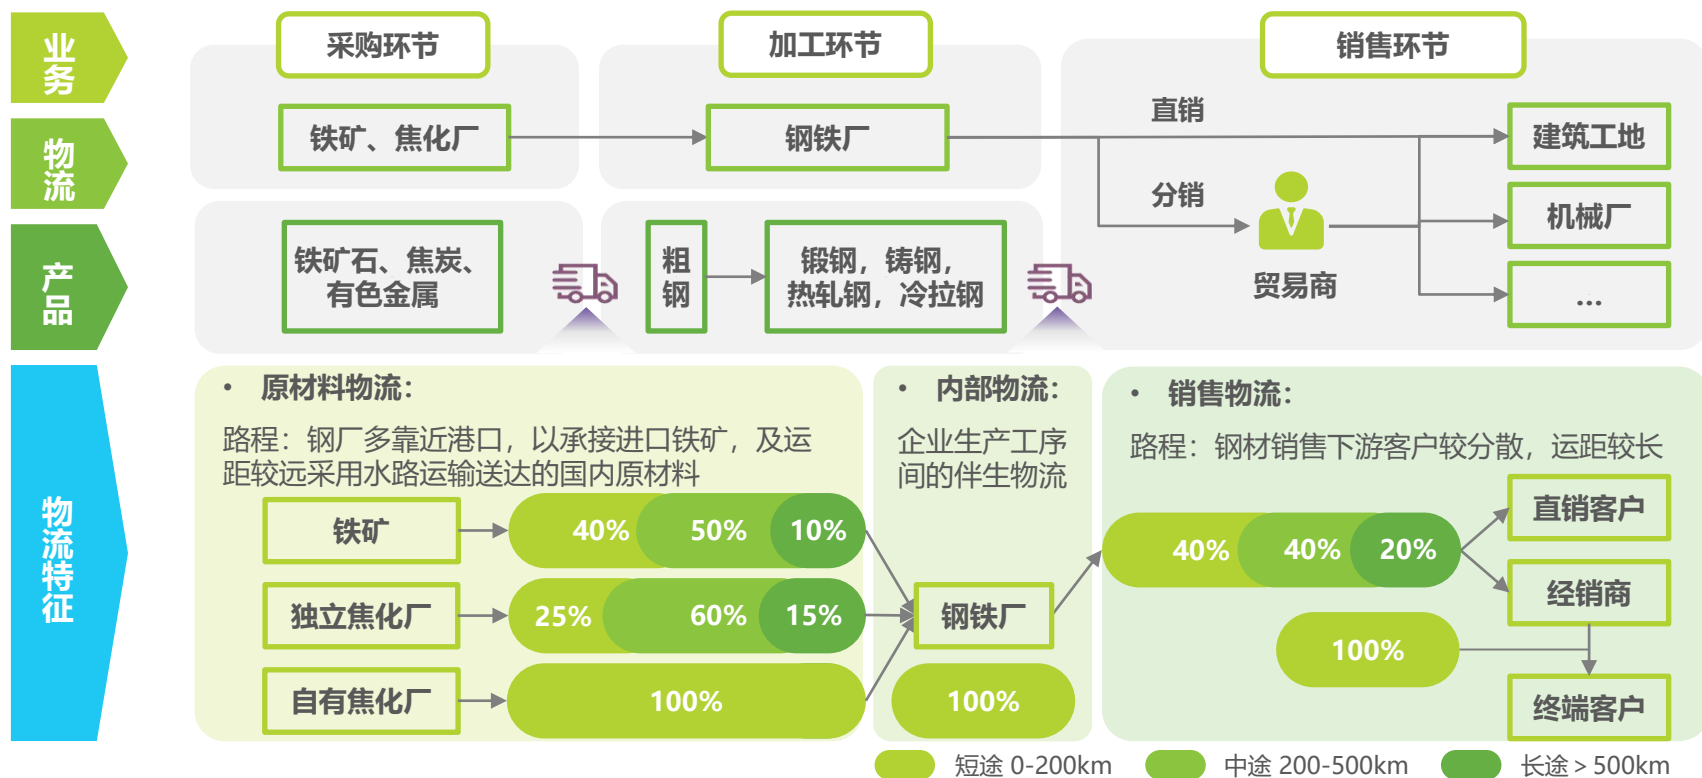 业务
采购环节
加工环节
销售环节
物流
铁矿、焦化厂
钢铁厂
直销
分销
贸易商
建筑工地
机械厂
...
产品
铁矿石、焦炭、
有色金属
粗钢
锻钢，铸钢，
热轧钢，冷拉钢
物流特征
• 原材料物流：
路程：钢厂多靠近港口，以承接进口铁矿，及运
距较远采用水路运输送达的国内原材料
铁矿
40%
50%
10%
独立焦化厂
25%
60%
15%
自有焦化厂
100%
• 内部物流：
企业生产工序
间的伴生物流
钢铁厂
100%
• 销售物流：
路程：钢材销售下游客户较分散，运距较长
40%
40%
20%
直销客户
经销商
100%
终端客户
短途 0-200km
中途 200-500km
长途 > 500km